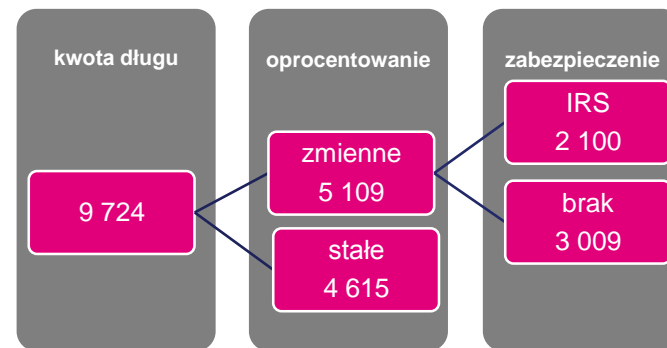 kwota długu
oprocentowanie
zabezpieczenie
9 724
zmienne
5 109
stałe
4 615
IRS
2 100
brak
3 009